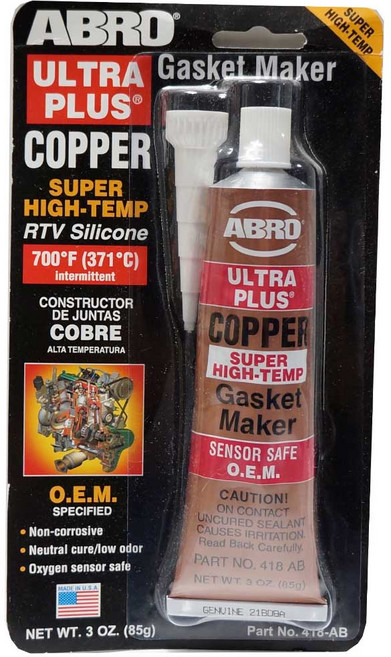 ABRO®
SUPER
HIGH-TEMP
ULTRA
PLUS®
Gasket Maker
COPPER
SUPER
HIGH-TEMP
RTV Silicone
700°F (371°C)
intermittent
CONSTRUCTOR
DE JUNTAS
COBRE
ALTA TEMPERATURA
O.E.M.
SPECIFIED
• Non-corrosive
• Neutral cure/low odor
• Oxygen sensor safe
MADE IN U.S.A.
NET WT. 3 OZ. (85g)
ABRO
ULTRA
PLUS®
COPPER
SUPER
HIGH-TEMP
Gasket
Maker
SENSOR SAFE
O.E.M.
CAUTION!
ON CONTACT
UNCURED SEALANT
CAUSES IRRITATION.
Read Back Carefully.
PART NO. 418 AB
NET WT. 3 OZ. (85g)
GENUINE
Part No. 418-AB